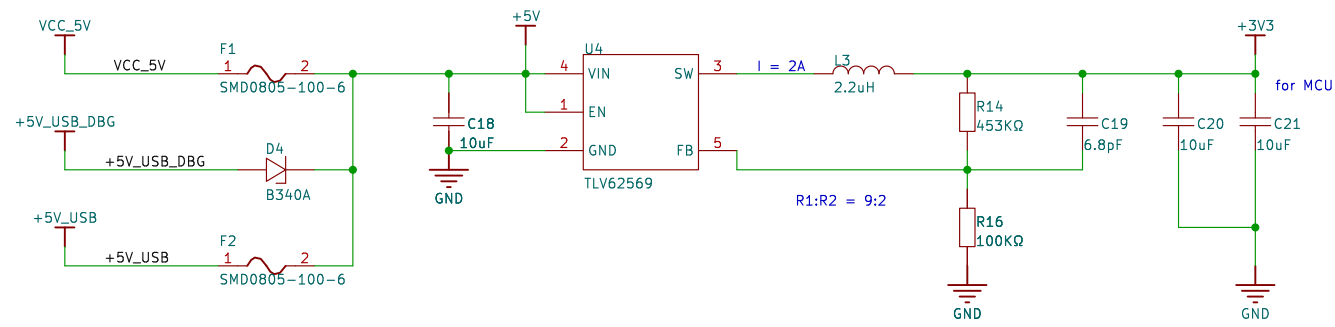 VCC_5V
VCC_5V
F1
1 2
SMD0805-100-6
+5V_USB_DBG
+5V_USB_DBG
D4
B340A
+5V_USB
+5V_USB
F2
1 2
SMD0805-100-6
C18
10uF
GND
+5V
U4
4 VIN
1 EN
2 GND
SW 3
FB 5
TLV62569
I = 2A
L3
2.2uH
R1:R2 = 9:2
R14
453KΩ
R16
100KΩ
GND
C19
6.8pF
C20
10uF
+3V3
for MCU
C21
10uF
GND